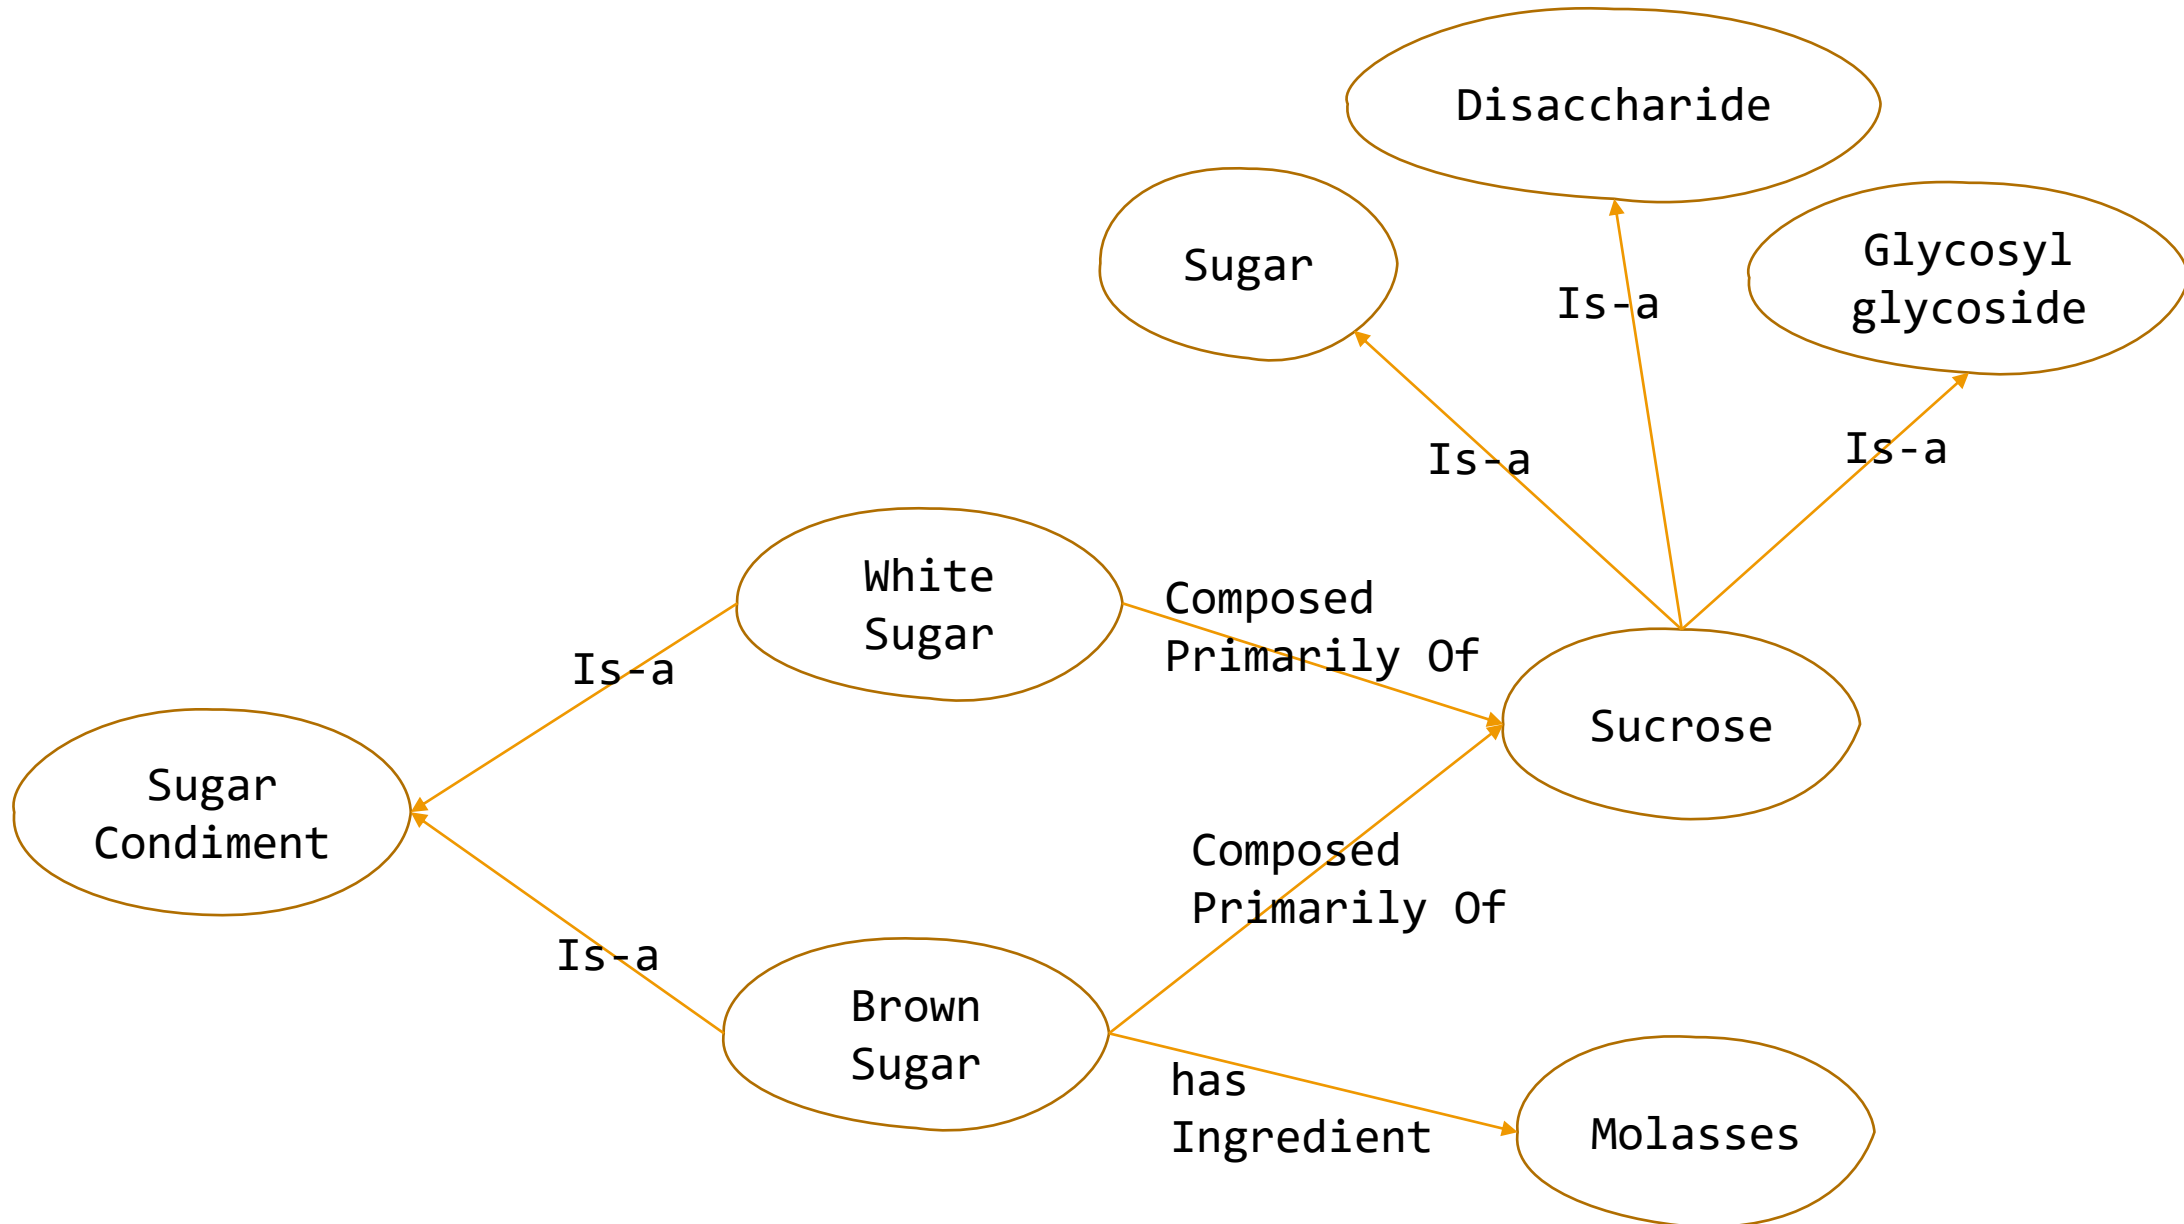 Disaccharide
Sugar
Glycosyl
glycoside
Is-a
Is-a
Is-a
White
Sugar
Composed
Primarily Of
Is-a
Sucrose
Sugar
Condiment
Composed
Primarily Of
Is-a
Brown
Sugar
has
Ingredient
Molasses